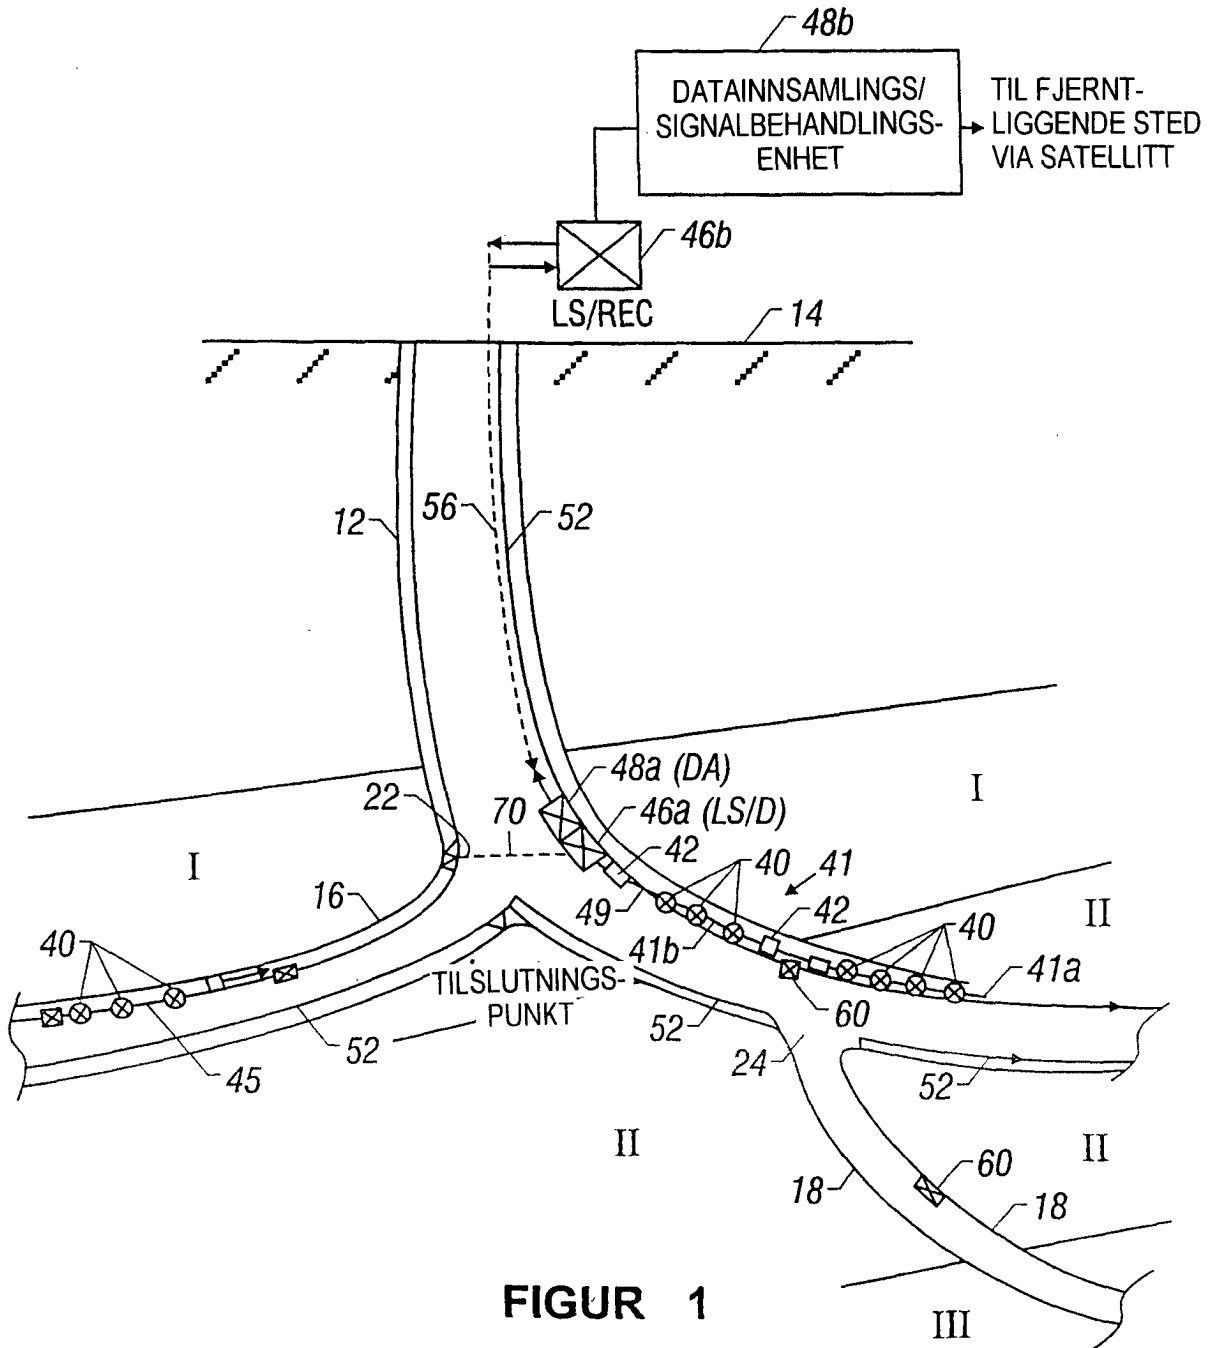 48b
DATAINNSAMLINGS/
SIGNALBEHANDLINGS-
ENHET
TIL FJERNT-
LIGGENDE STED
VIA SATELLITT
46b
LS/REC
14
12
56
52
48a (DA)
46a (LS/D)
22
70
42
40
41
I
I
16
49
41b
42
40
II
41a
40
TILSLUTNINGS-
PUNKT
52
45
52
60
24
52
II
II
18
60
18
III
FIGUR 1